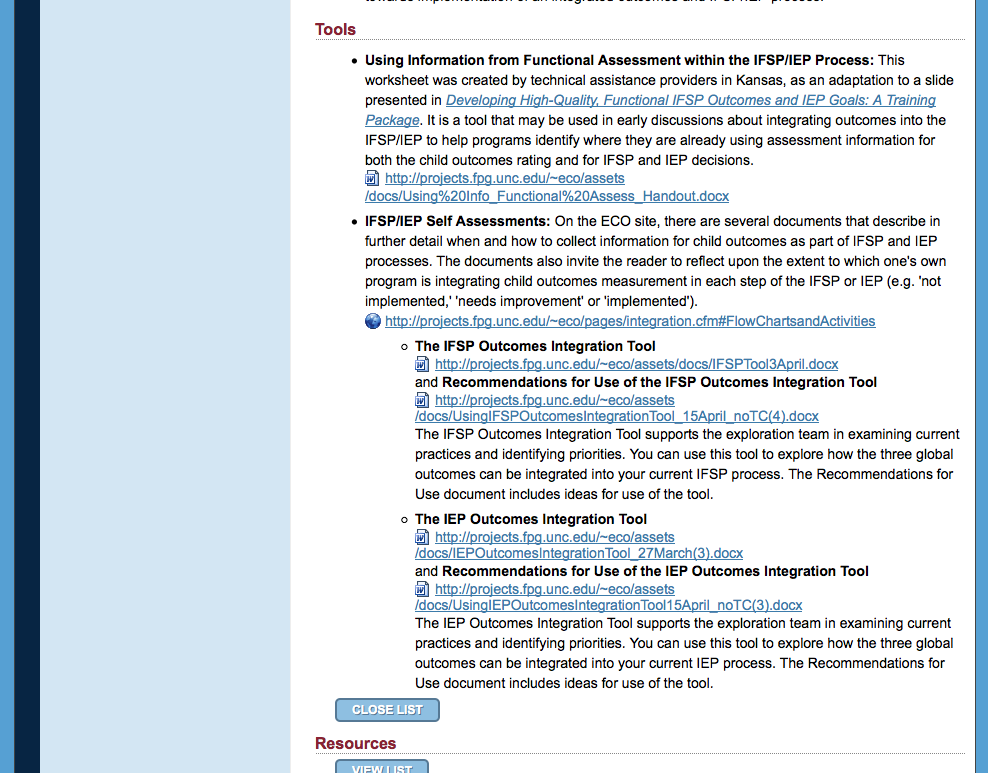 towards implementation of an integrated outcomes and IFSP/IEP process.
Tools
Using Information from Functional Assessment within the IFSP/IEP Process: This
worksheet was created by technical assistance providers in Kansas, as an adaptation to a slide
presented in Developing High-Quality, Functional IFSP Outcomes and IEP Goals: A Training
Package. It is a tool that may be used in early discussions about integrating outcomes into the
IFSP/IEP to help programs identify where they are already using assessment information for
both the child outcomes rating and for IFSP and IEP decisions.
http://projects.fpg.unc.edu/~eco/assets
/docs/Using%20Info_Functional%20Assess_Handout.docx
IFSP/IEP Self Assessments: On the ECO site, there are several documents that describe in
further detail when and how to collect information for child outcomes as part of IFSP and IEP
processes. The documents also invite the reader to reflect upon the extent to which one's own
program is integrating child outcomes measurement in each step of the IFSP or IEP (e.g. 'not
implemented,' 'needs improvement' or 'implemented').
http://projects.fpg.unc.edu/~eco/pages/integration.cfm#FlowChartsandActivities
The IFSP Outcomes Integration Tool
http://projects.fpg.unc.edu/~eco/assets/docs/IFSPTool3April.docx
and Recommendations for Use of the IFSP Outcomes Integration Tool
http://projects.fpg.unc.edu/~eco/assets
/docs/UsingIFSPOutcomesIntegrationTool_15April_noTC(4).docx
The IFSP Outcomes Integration Tool supports the exploration team in examining current
practices and identifying priorities. You can use this tool to explore how the three global
outcomes can be integrated into your current IFSP process. The Recommendations for
Use document includes ideas for use of the tool.
The IEP Outcomes Integration Tool
http://projects.fpg.unc.edu/~eco/assets
/docs/IEPOutcomesIntegrationTool_27March(3).docx
and Recommendations for Use of the IEP Outcomes Integration Tool
http://projects.fpg.unc.edu/~eco/assets
/docs/UsingIEPOutcomesIntegrationTool15April_noTC(3).docx
The IEP Outcomes Integration Tool supports the exploration team in examining current
practices and identifying priorities. You can use this tool to explore how the three global
outcomes can be integrated into your current IEP process. The Recommendations for
Use document includes ideas for use of the tool.
CLOSE LIST
Resources
VIEW LIST